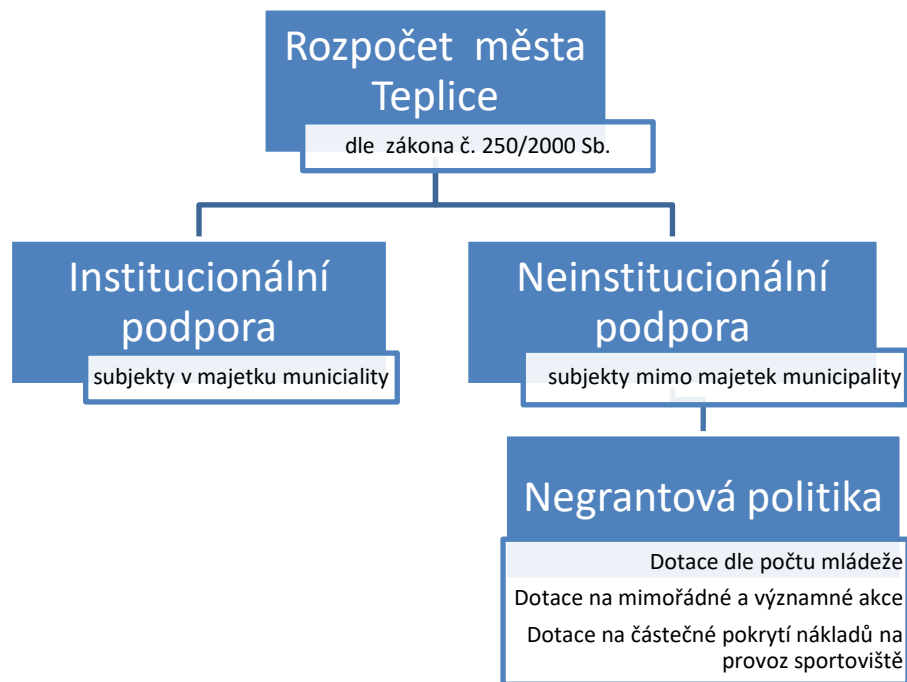 Rozpočet města
Teplice
dle zákona č. 250/2000 Sb.
Institucionální
podpora
subjekty v majetku municiality
Neinstitucionální
podpora
subjekty mimo majetek municipality
Negrantová politika
Dotace dle počtu mládeže
Dotace na mimořádné a významné akce
Dotace na částečné pokrytí nákladů na
provoz sportoviště